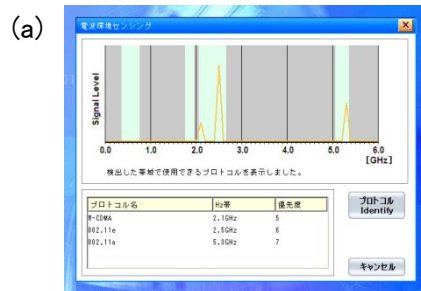 (a)
電波環境センシング
Signal Level
0.0 1.0 2.0 3.0 4.0 5.0 6.0
[GHz]
検出した帯域で使用できるプロトコルを表示しました。
プロトコル名 Hz帯 優先度
W-CDMA 2.1GHz 5
802.11e 2.5GHz 6
802.11a 5.3GHz 7
プロトコル
Identify
キャンセル